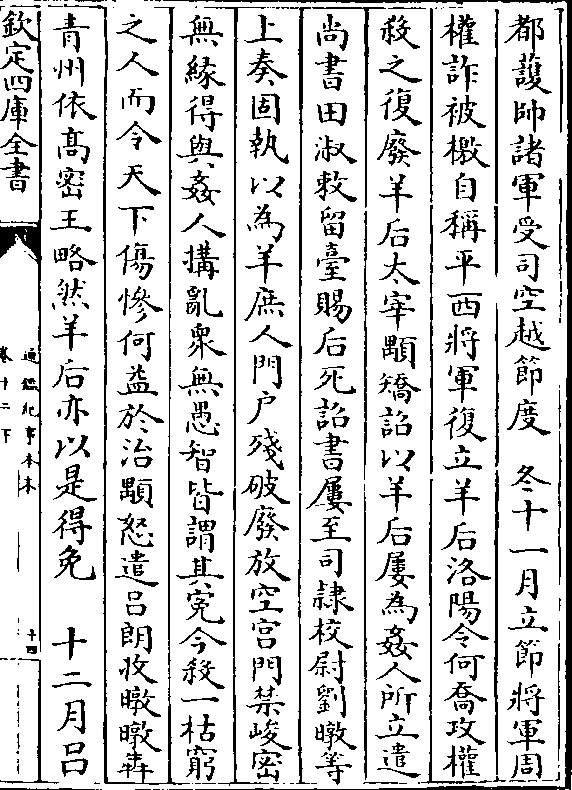 都䕶帥諸軍受司空越節度　冬十一月立節將軍周
權詐被檄自稱平西將軍復立羊后洛陽令何喬攻權
殺之復廢羊后太宰顒矯詔以羊后屢為姦人所立遣
尚書田淑敕留臺賜后死詔書屢至司隸校尉劉暾等
上奏固執以為羊庶人門户殘破廢放空宫門禁峻密
無緣得與姦人搆亂衆無愚智皆謂其寃今殺一枯窮
之人而令天下傷慘何益於治顒怒遣吕朗收暾暾犇
青州依髙密王略然羊后亦以是得免　十二月吕
欽定四庫全書
通鑑紀事本末
卷十二下
十四